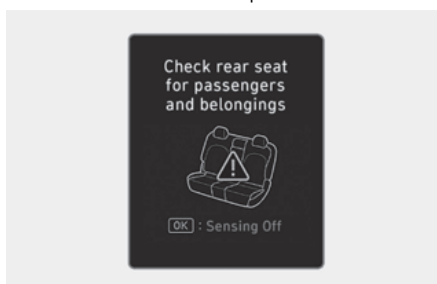 Check rear seat
for passengers
and belongings
OK : Sensing Off